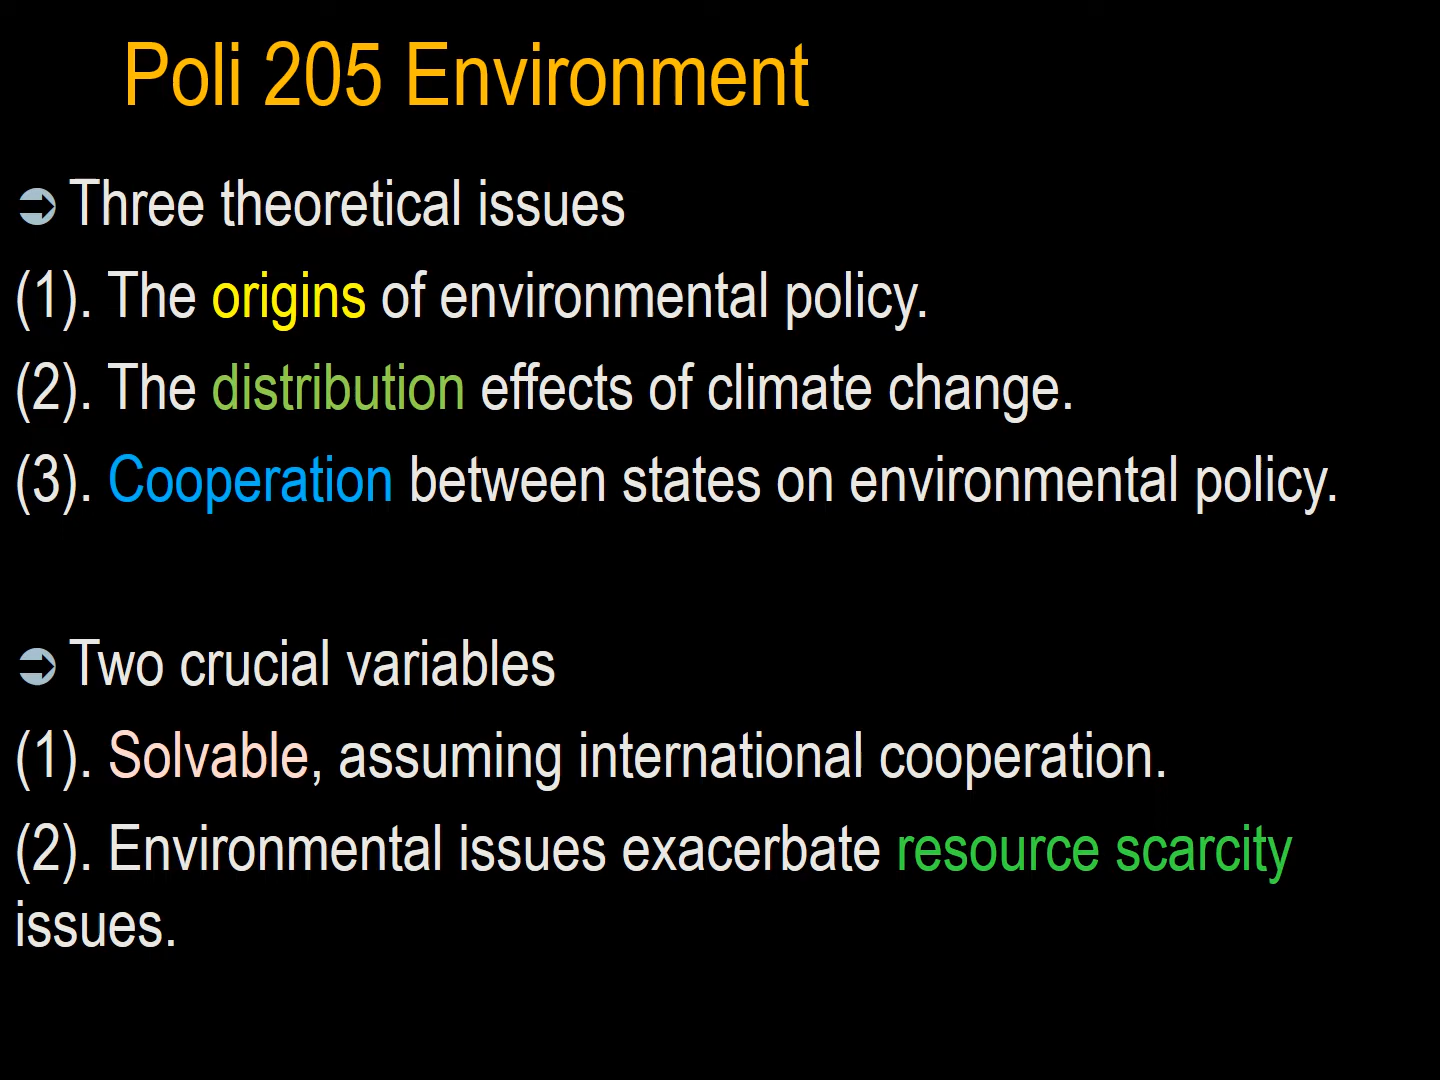 Poli 205 Environment
➲ Three theoretical issues
(1). The origins of environmental policy.
(2). The distribution effects of climate change.
(3). Cooperation between states on environmental policy.
➲ Two crucial variables
(1). Solvable, assuming international cooperation.
(2). Environmental issues exacerbate resource scarcity
issues.